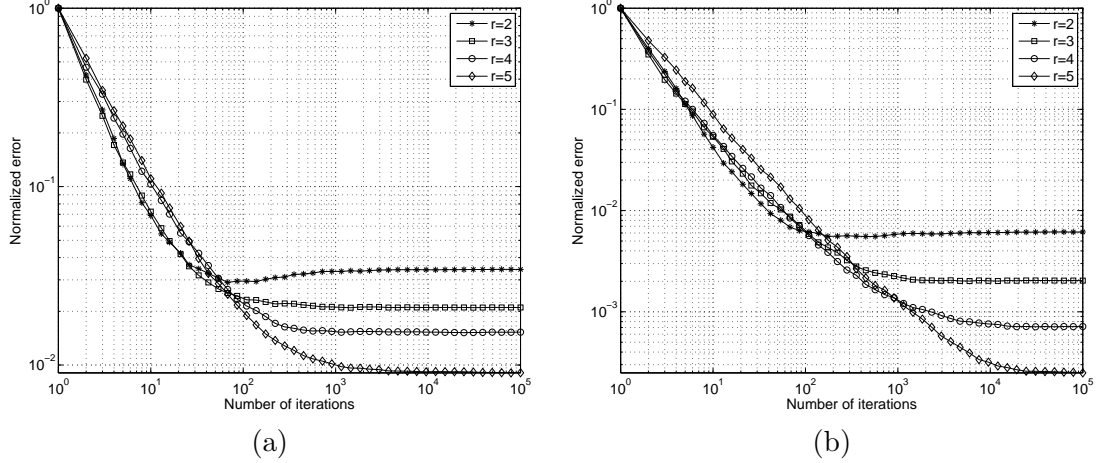 10^0
10^-1
10^-2
Normalized error
10^0 10^1 10^2 10^3 10^4 10^5
Number of iterations
r=2
r=3
r=4
r=5
(a)
10^0
10^-1
10^-2
10^-3
Normalized error
10^0 10^1 10^2 10^3 10^4 10^5
Number of iterations
r=2
r=3
r=4
r=5
(b)